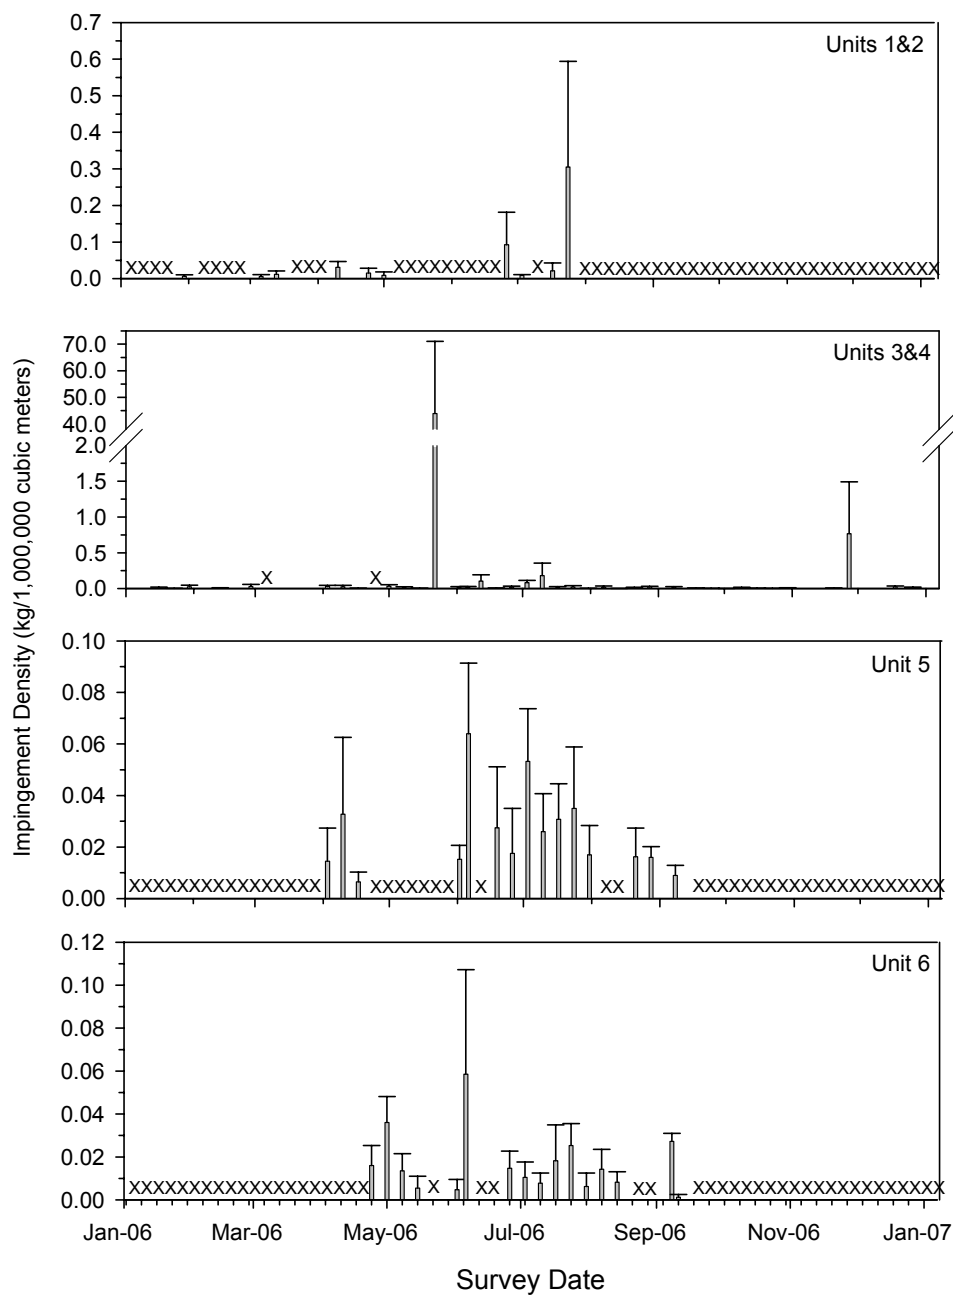 0.7
Units 1&2
0.6
0.5
0.4
0.3
0.2
0.1
XXXX XXXX XXX XXXXXXXXX X XXXXXXXXXXXXXXXXXXXXXXXXXXXXXX
0.0
Impingement Density (kg/1,000,000 cubic meters)
70.0
Units 3&4
60.0
50.0
40.0
2.0
1.5
1.0
0.5
X X
0.0
0.10
Unit 5
0.08
0.06
0.04
0.02
XXXXXXXXXXXXXXXXX XXXXXXX X XX XXXXXXXXXXXXXXXXXXX
0.00
0.12
Unit 6
0.10
0.08
0.06
0.04
0.02
XXXXXXXXXXXXXXXXXXXXX X XX XX XXXXXXXXXXXXXXXXXXX
0.00
Jan-06 Mar-06 May-06 Jul-06 Sep-06 Nov-06 Jan-07
Survey Date